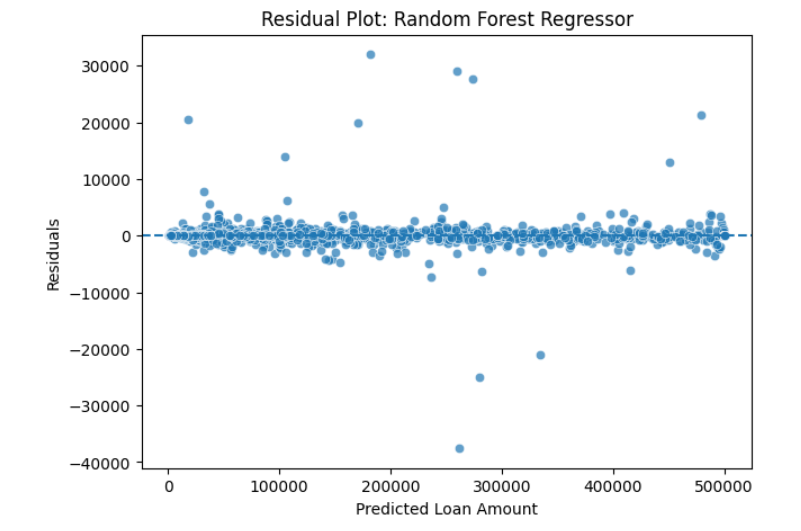 Residual Plot: Random Forest Regressor
30000
20000
10000
0
−10000
−20000
−30000
−40000
Residuals
0 100000 200000 300000 400000 500000
Predicted Loan Amount